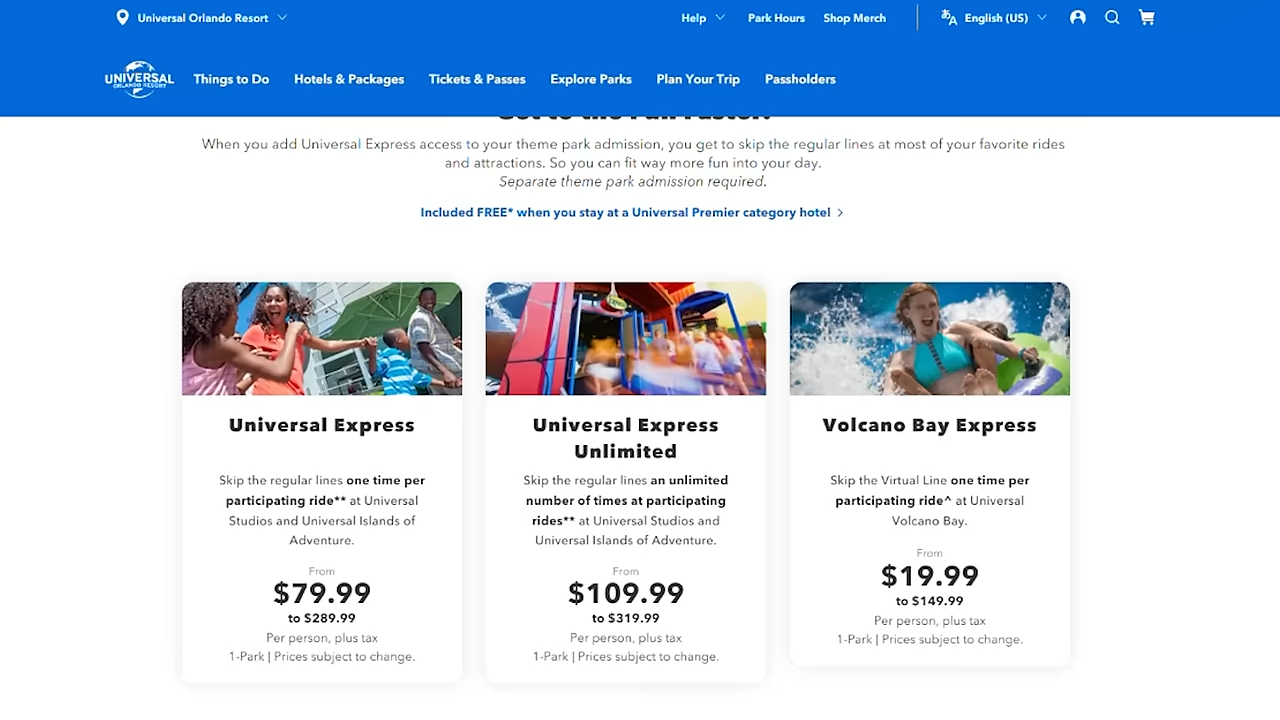 Universal Orlando Resort
Help
Park Hours
Shop Merch
English (US)
UNIVERSAL
ORLANDO RESORT
Things to Do
Hotels & Packages
Tickets & Passes
Explore Parks
Plan Your Trip
Passholders
When you add Universal Express access to your theme park admission, you get to skip the regular lines at most of your favorite rides
and attractions. So you can fit way more fun into your day.
Separate theme park admission required.
Included FREE* when you stay at a Universal Premier category hotel
Universal Express
Skip the regular lines one time per
participating ride** at Universal
Studios and Universal Islands of
Adventure.
From
$79.99
to $289.99
Per person, plus tax
1-Park | Prices subject to change.
Universal Express
Unlimited
Skip the regular lines an unlimited
number of times at participating
rides** at Universal Studios and
Universal Islands of Adventure.
From
$109.99
to $319.99
Per person, plus tax
1-Park | Prices subject to change.
Volcano Bay Express
Skip the Virtual Line one time per
participating ride^ at Universal
Volcano Bay.
From
$19.99
to $149.99
Per person, plus tax
1-Park | Prices subject to change.